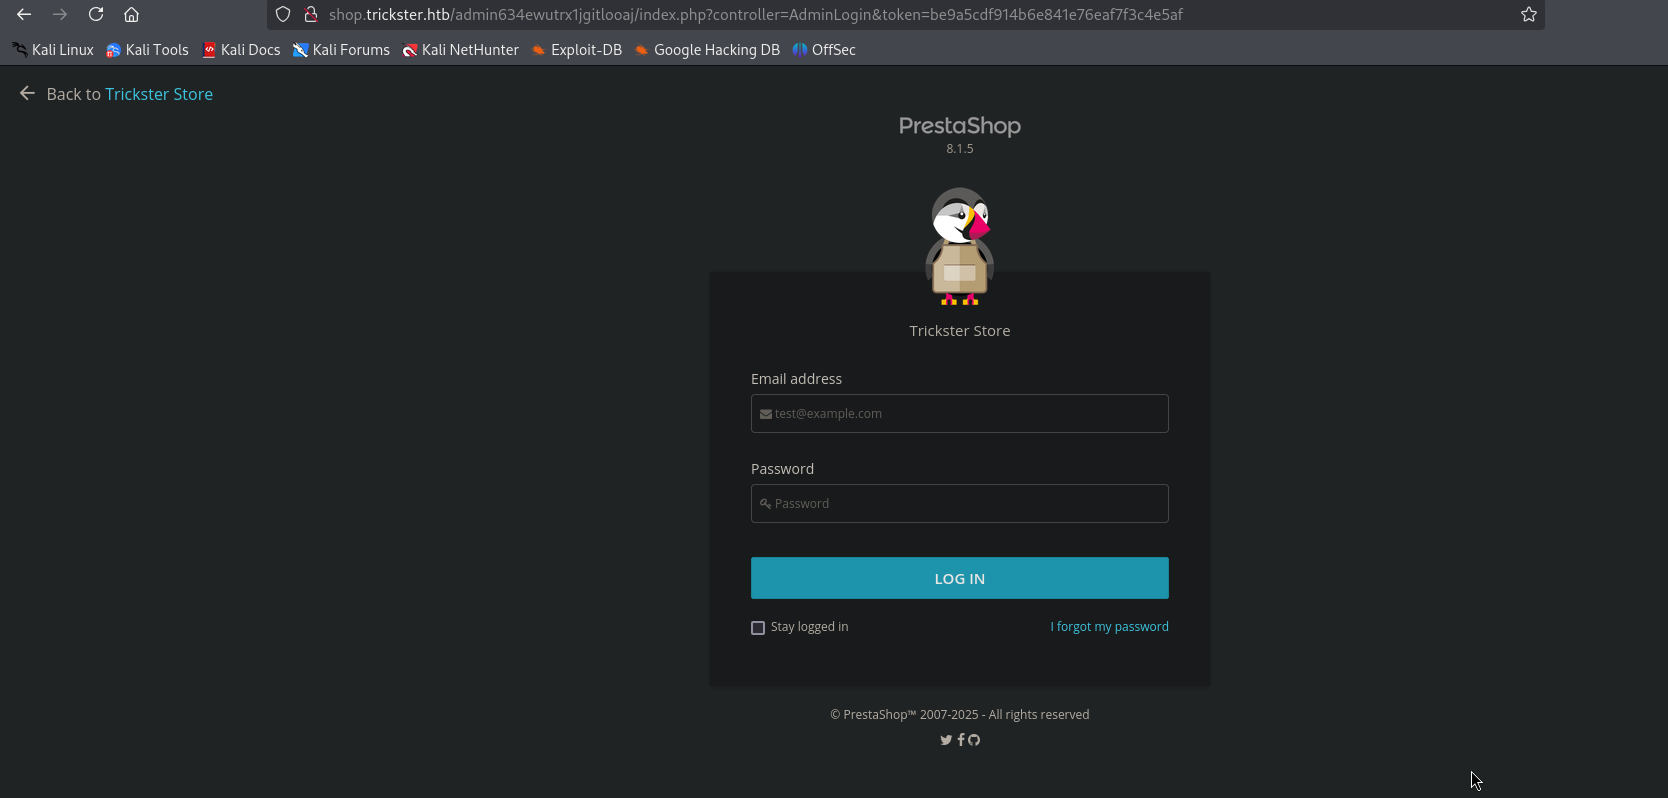 shop.trickster.htb/admin634ewutrx1jgitlooaj/index.php?controller=AdminLogin&token=be9a5cdf914b6e841e76eaf7f3c4e5af
Kali Linux Kali Tools Kali Docs Kali Forums Kali NetHunter Exploit-DB Google Hacking DB OffSec
Back to Trickster Store
PrestaShop
8.1.5
Trickster Store
Email address
test@example.com
Password
Password
LOG IN
Stay logged in I forgot my password
© PrestaShop™ 2007-2025 - All rights reserved